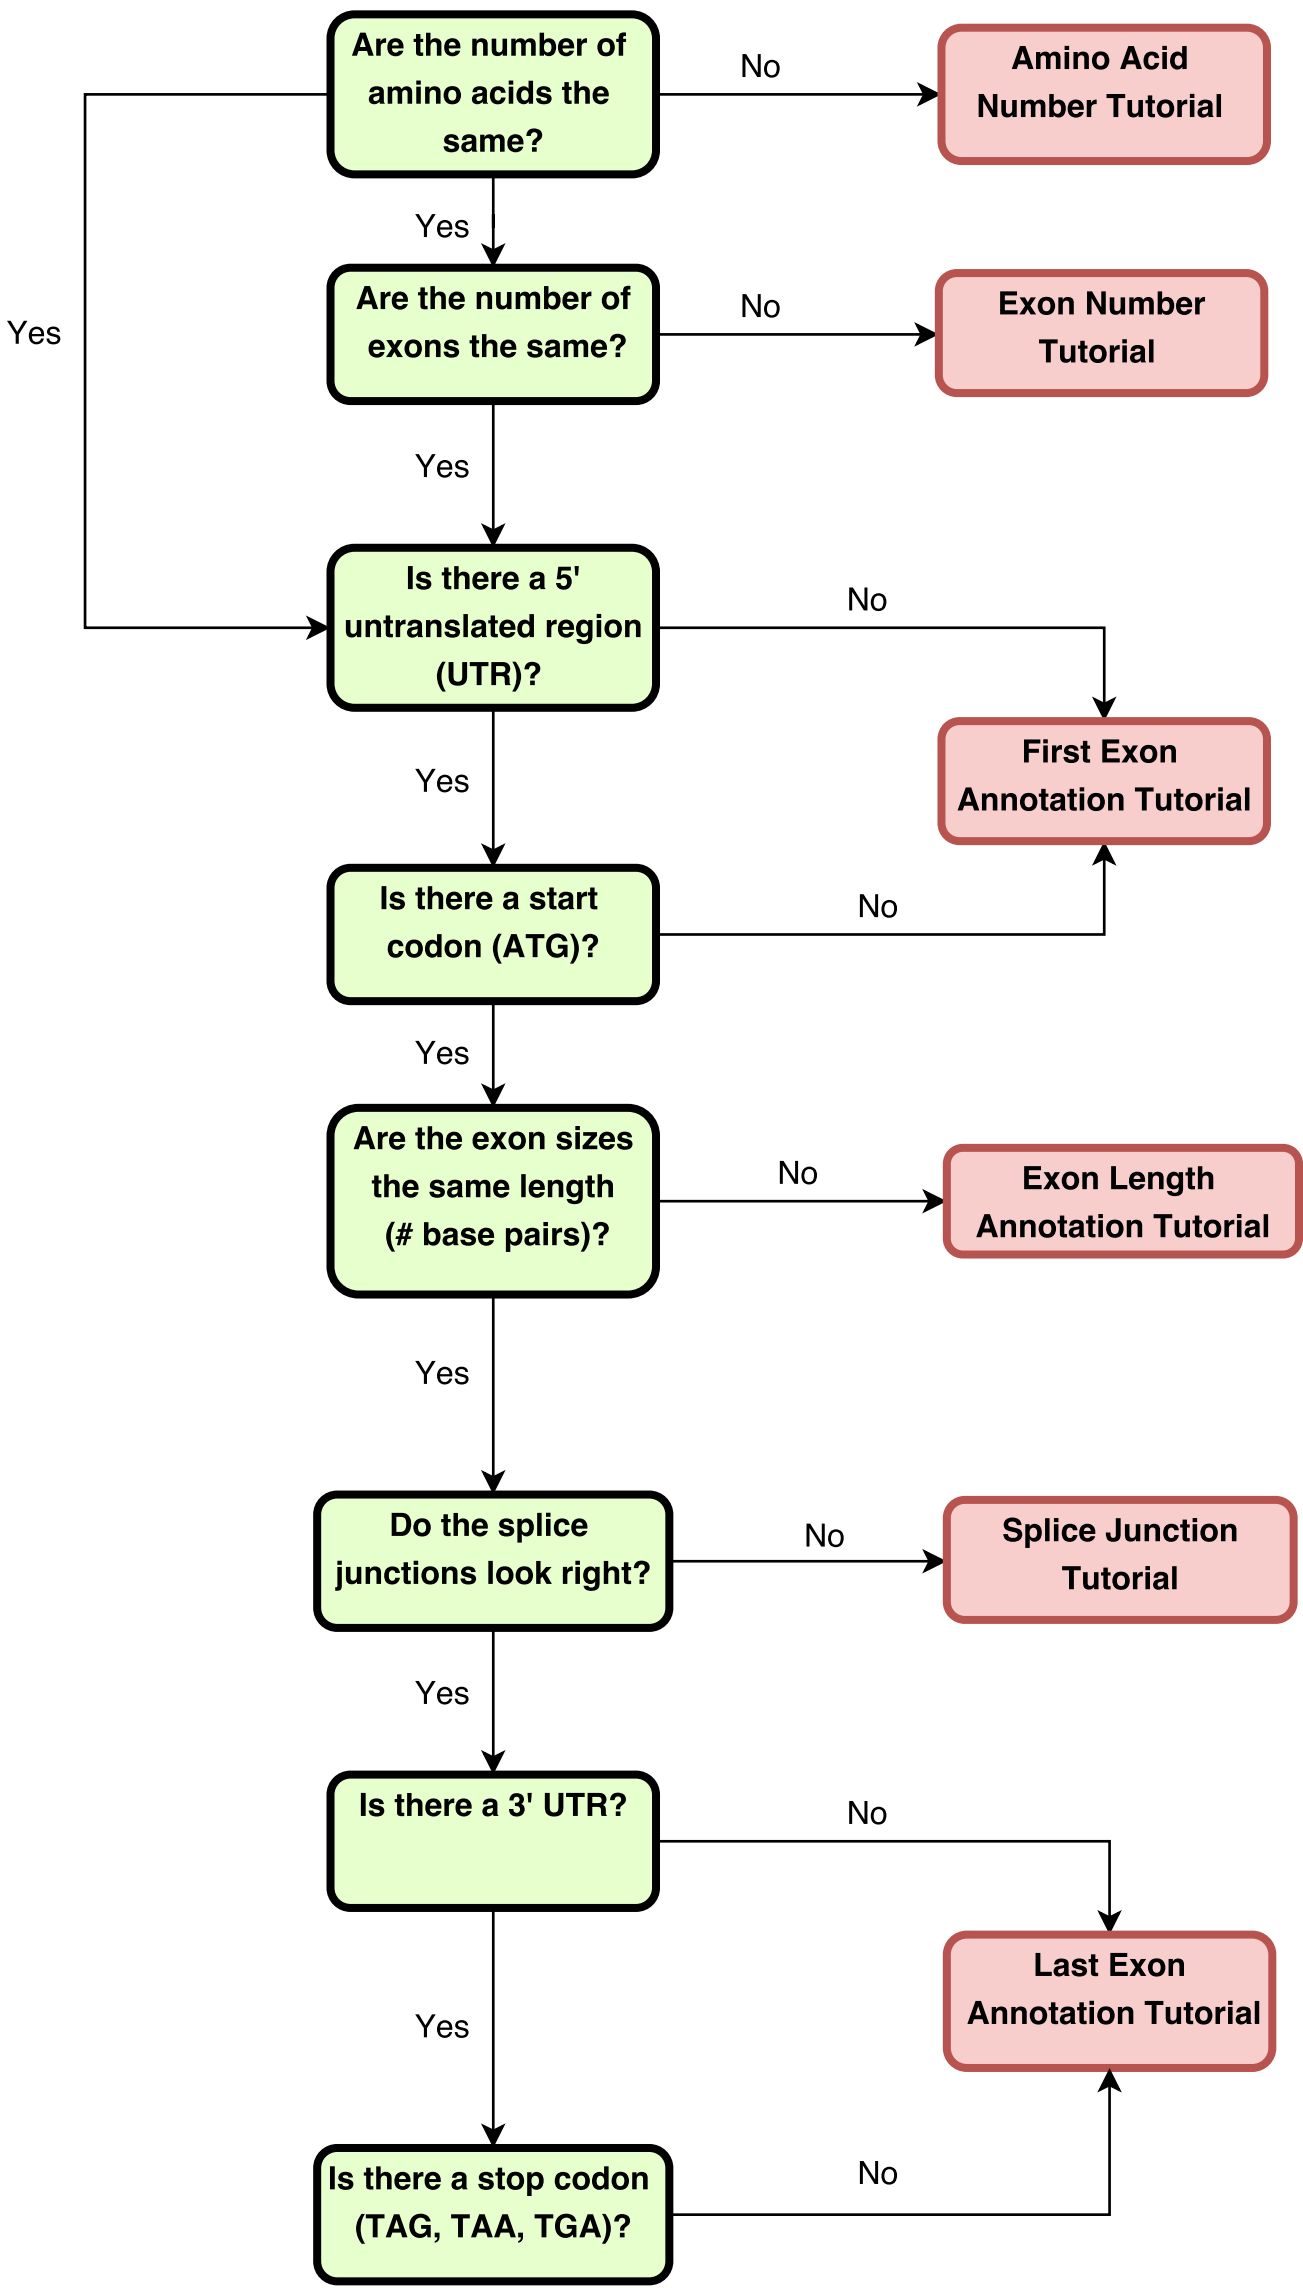 Are the number of
amino acids the
same?
No
Amino Acid
Number Tutorial
Yes
Yes
Are the number of
exons the same?
No
Exon Number
Tutorial
Yes
Is there a 5'
untranslated region
(UTR)?
No
First Exon
Annotation Tutorial
Yes
Is there a start
codon (ATG)?
No
Yes
Are the exon sizes
the same length
(# base pairs)?
No
Exon Length
Annotation Tutorial
Yes
Do the splice
junctions look right?
No
Splice Junction
Tutorial
Yes
Is there a 3' UTR?
No
Last Exon
Annotation Tutorial
Yes
Is there a stop codon
(TAG, TAA, TGA)?
No